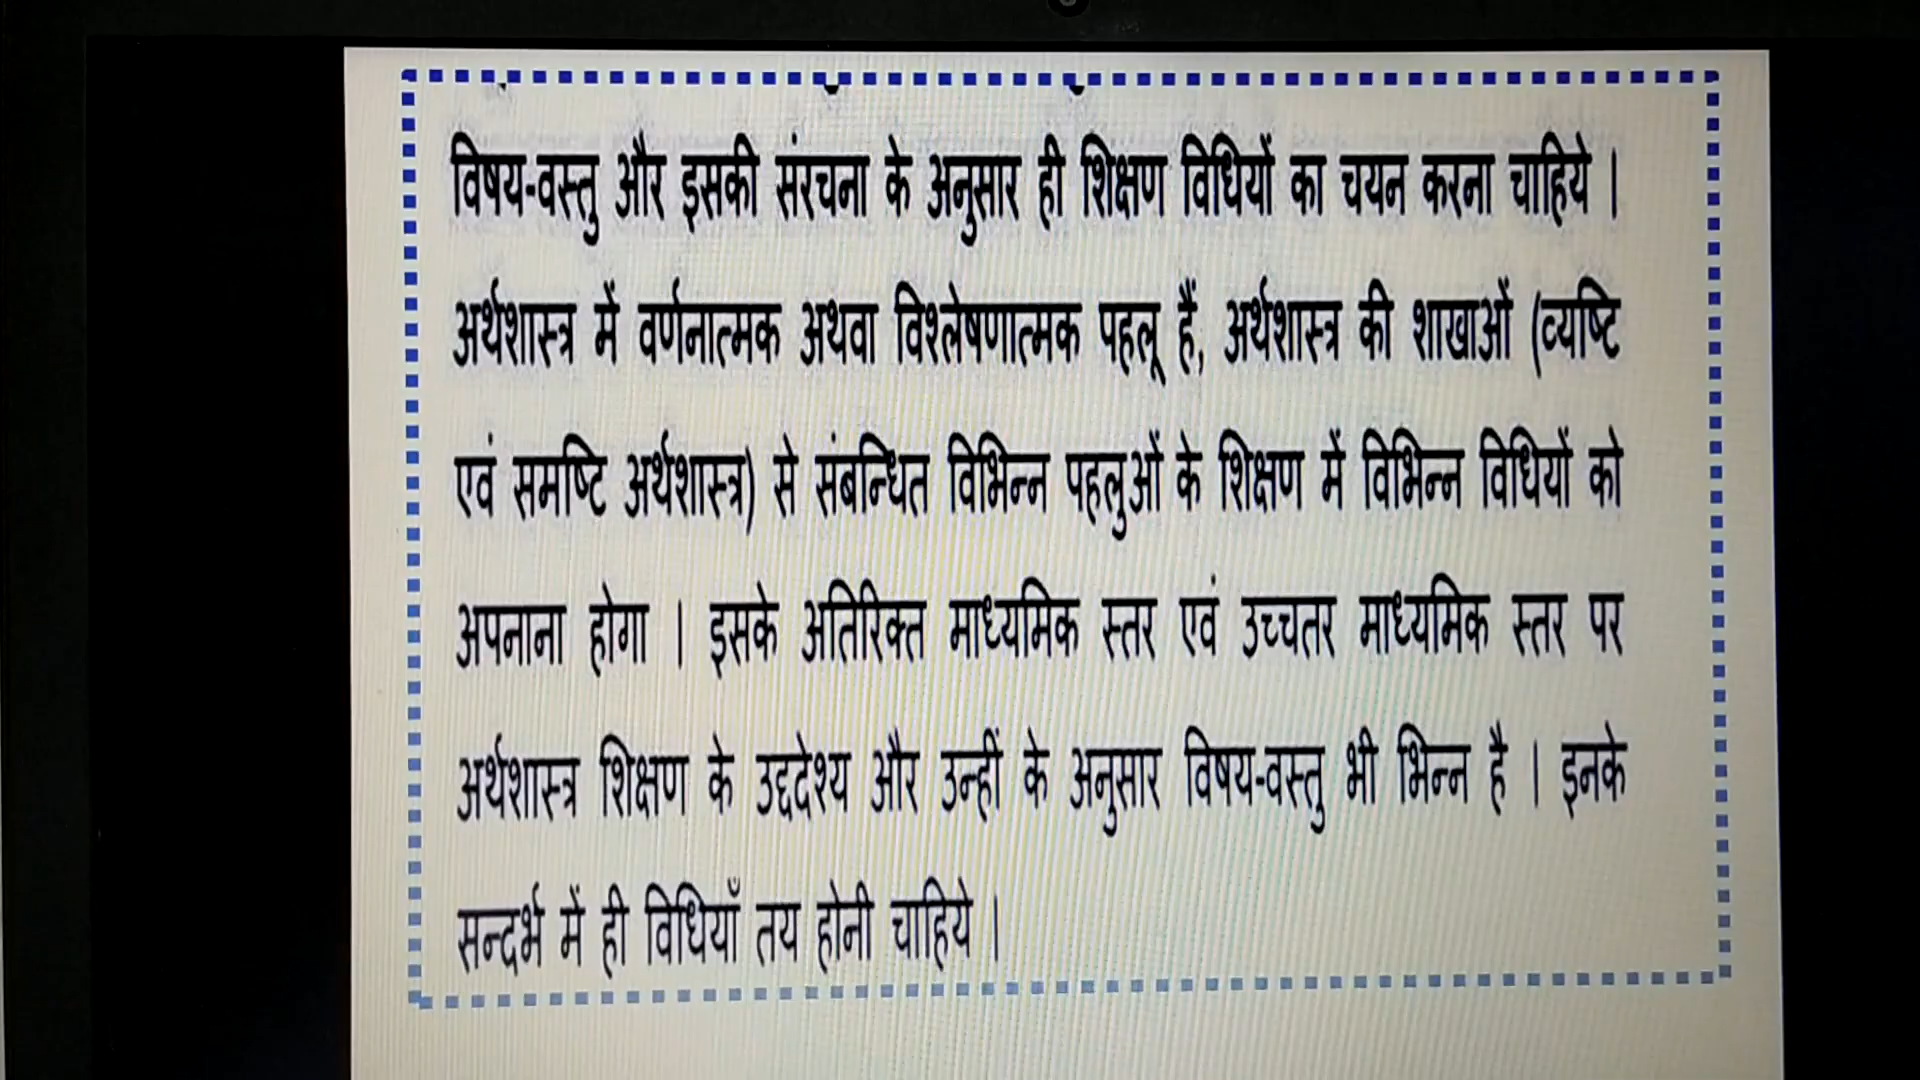 विषय-वस्तु और इसकी संरचना के अनुसार ही शिक्षण विधियों का चयन करना चाहिये ।
अर्थशास्त्र में वर्णनात्मक अथवा विश्लेषणात्मक पहलू हैं, अर्थशास्त्र की शाखाओं (व्यष्टि
एवं समष्टि अर्थशास्त्र) से संबन्धित विभिन्न पहलुओं के शिक्षण में विभिन्न विधियों को
अपनाना होगा । इसके अतिरिक्त माध्यमिक स्तर एवं उच्चतर माध्यमिक स्तर पर
अर्थशास्त्र शिक्षण के उद्ददेश्य और उन्हीं के अनुसार विषय-वस्तु भी भिन्न है । इनके
सन्दर्भ में ही विधियाँ तय होनी चाहिये ।